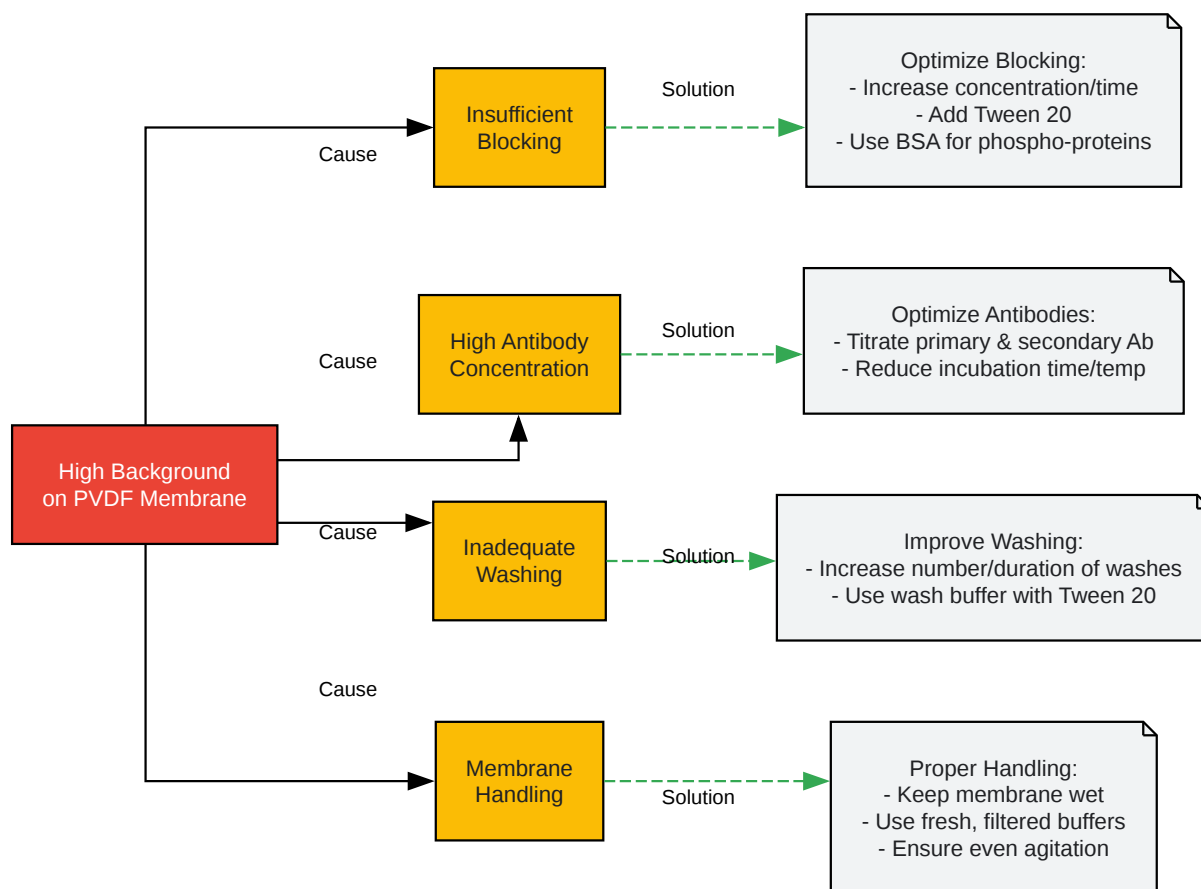 High Background
on PVDF Membrane
Cause
Insufficient
Blocking
Solution
Optimize Blocking:
- Increase concentration/time
- Add Tween 20
- Use BSA for phospho-proteins
Cause
High Antibody
Concentration
Solution
Optimize Antibodies:
- Titrate primary & secondary Ab
- Reduce incubation time/temp
Cause
Inadequate
Washing
Solution
Improve Washing:
- Increase number/duration of washes
- Use wash buffer with Tween 20
Cause
Membrane
Handling
Solution
Proper Handling:
- Keep membrane wet
- Use fresh, filtered buffers
- Ensure even agitation